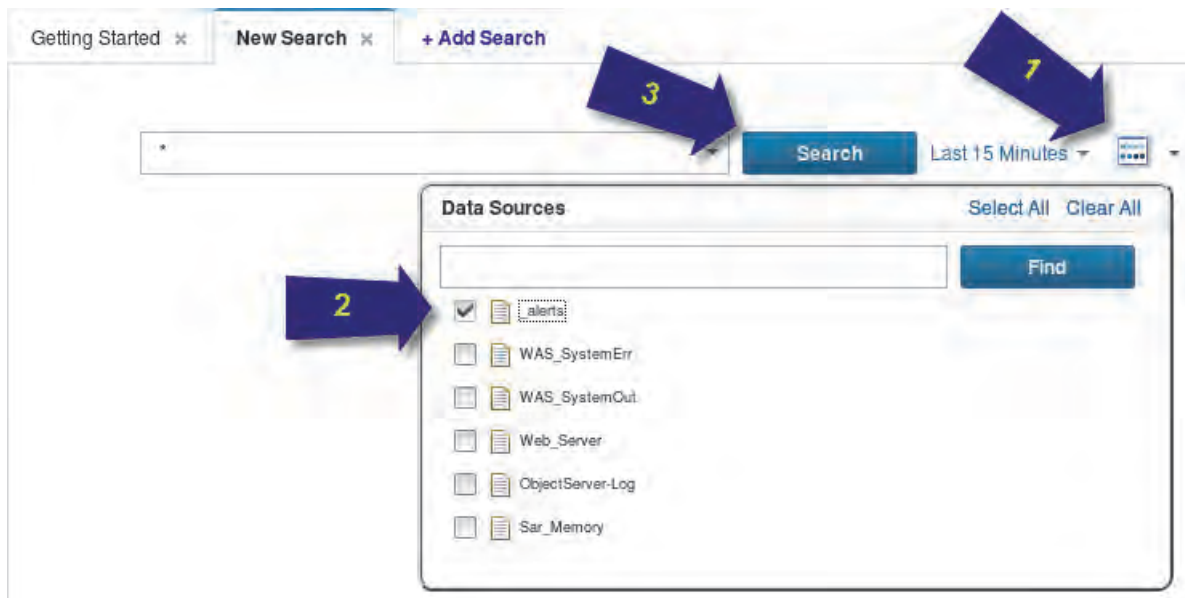 Getting Started × New Search × + Add Search
1
3
* Search Last 15 Minutes
Data Sources Select All Clear All
Find
2
_alerts
WAS_SystemErr
WAS_SystemOut
Web_Server
ObjectServer-Log
Sar_Memory